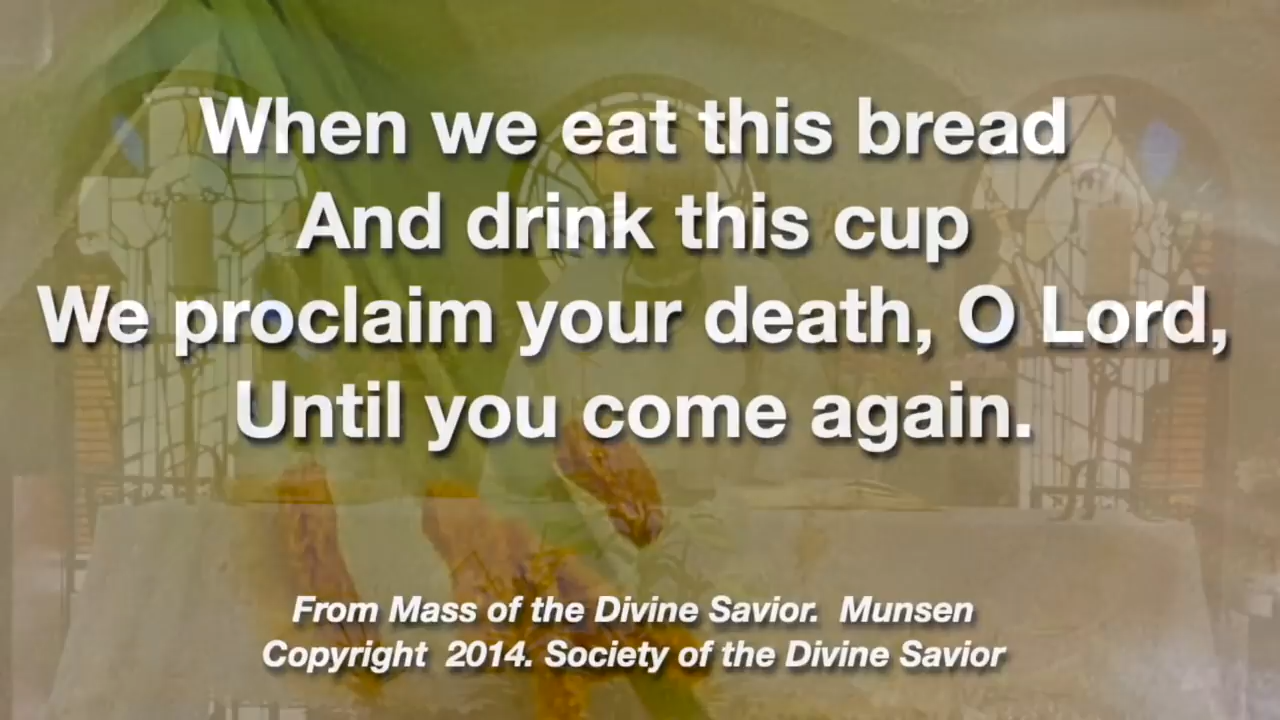 When we eat this bread
And drink this cup
We proclaim your death, O Lord,
Until you come again.
From Mass of the Divine Savior.  Munsen
Copyright  2014. Society of the Divine Savior